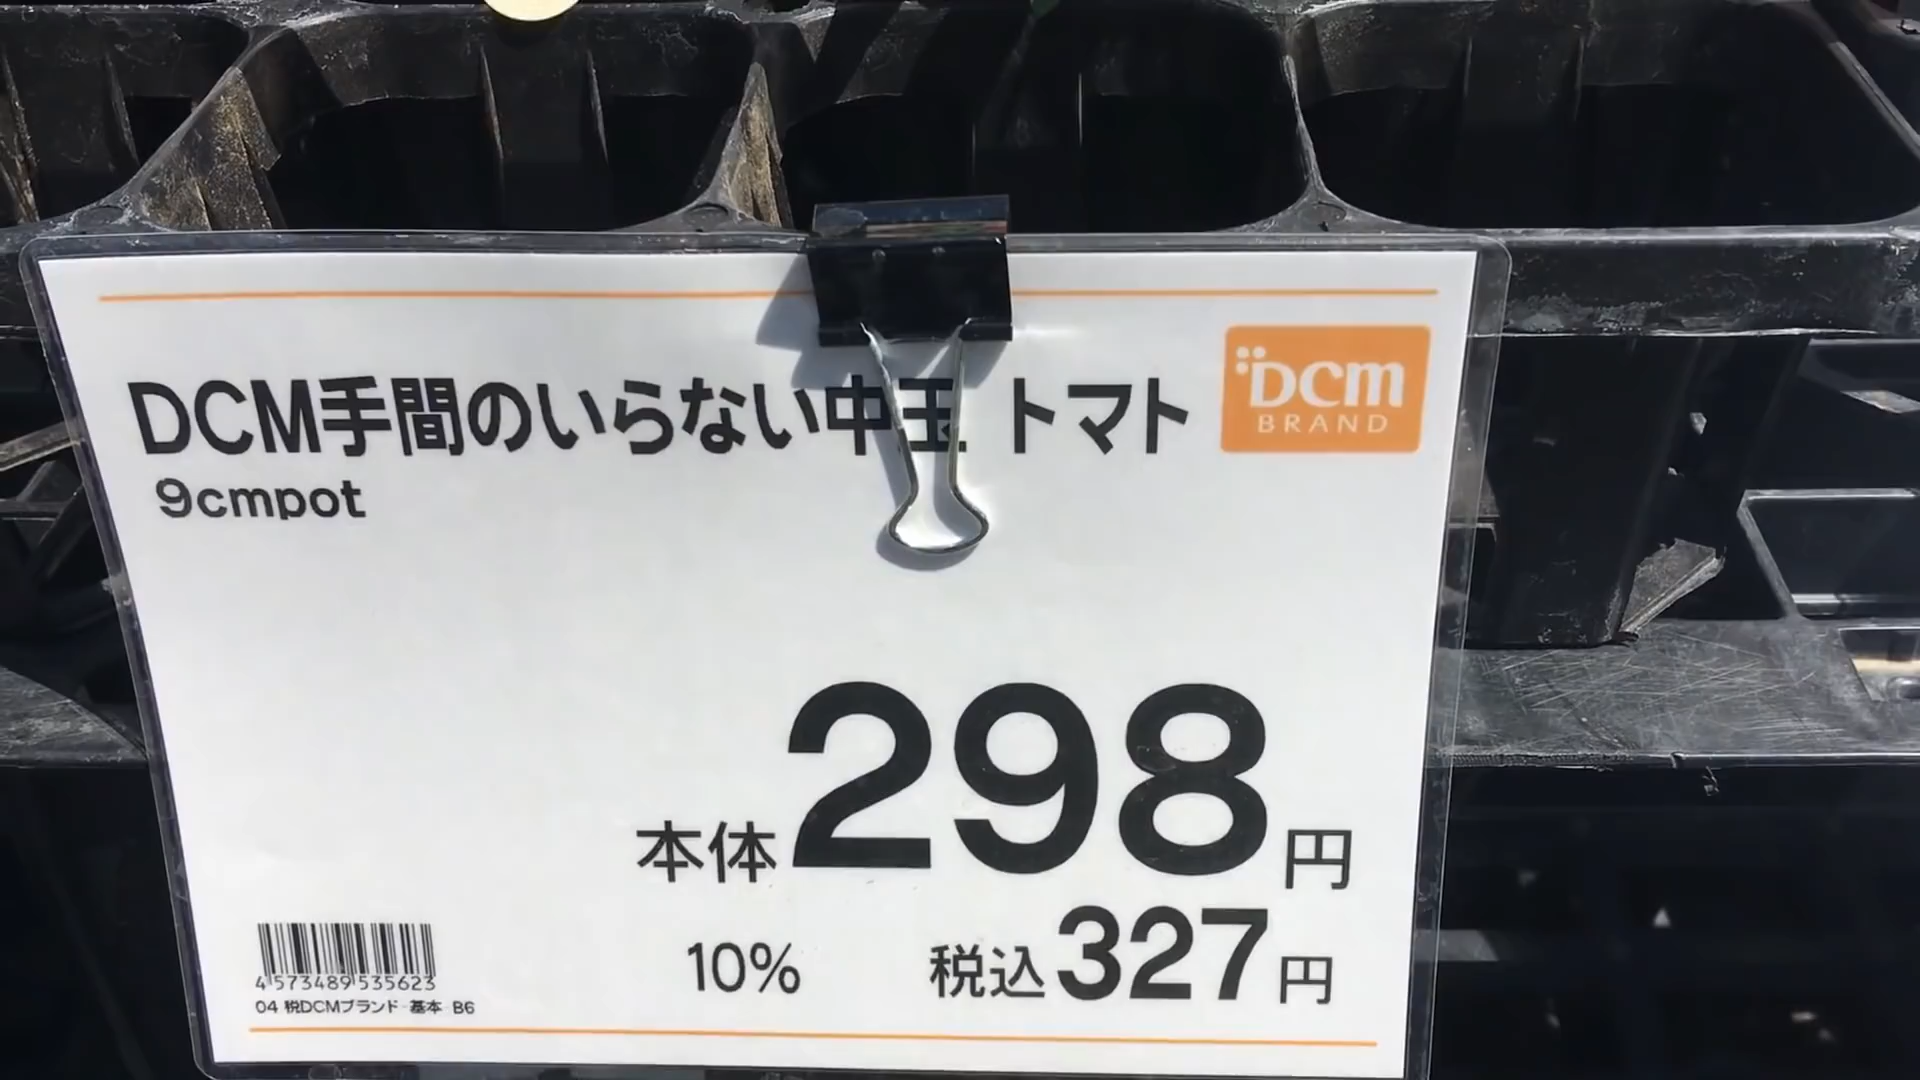 DCM手間のいらない中玉 トマト
DCM
BRAND
9cmpot
本体298円
10% 税込327円
4573489535623
04 税DCMブランド 基本 B6